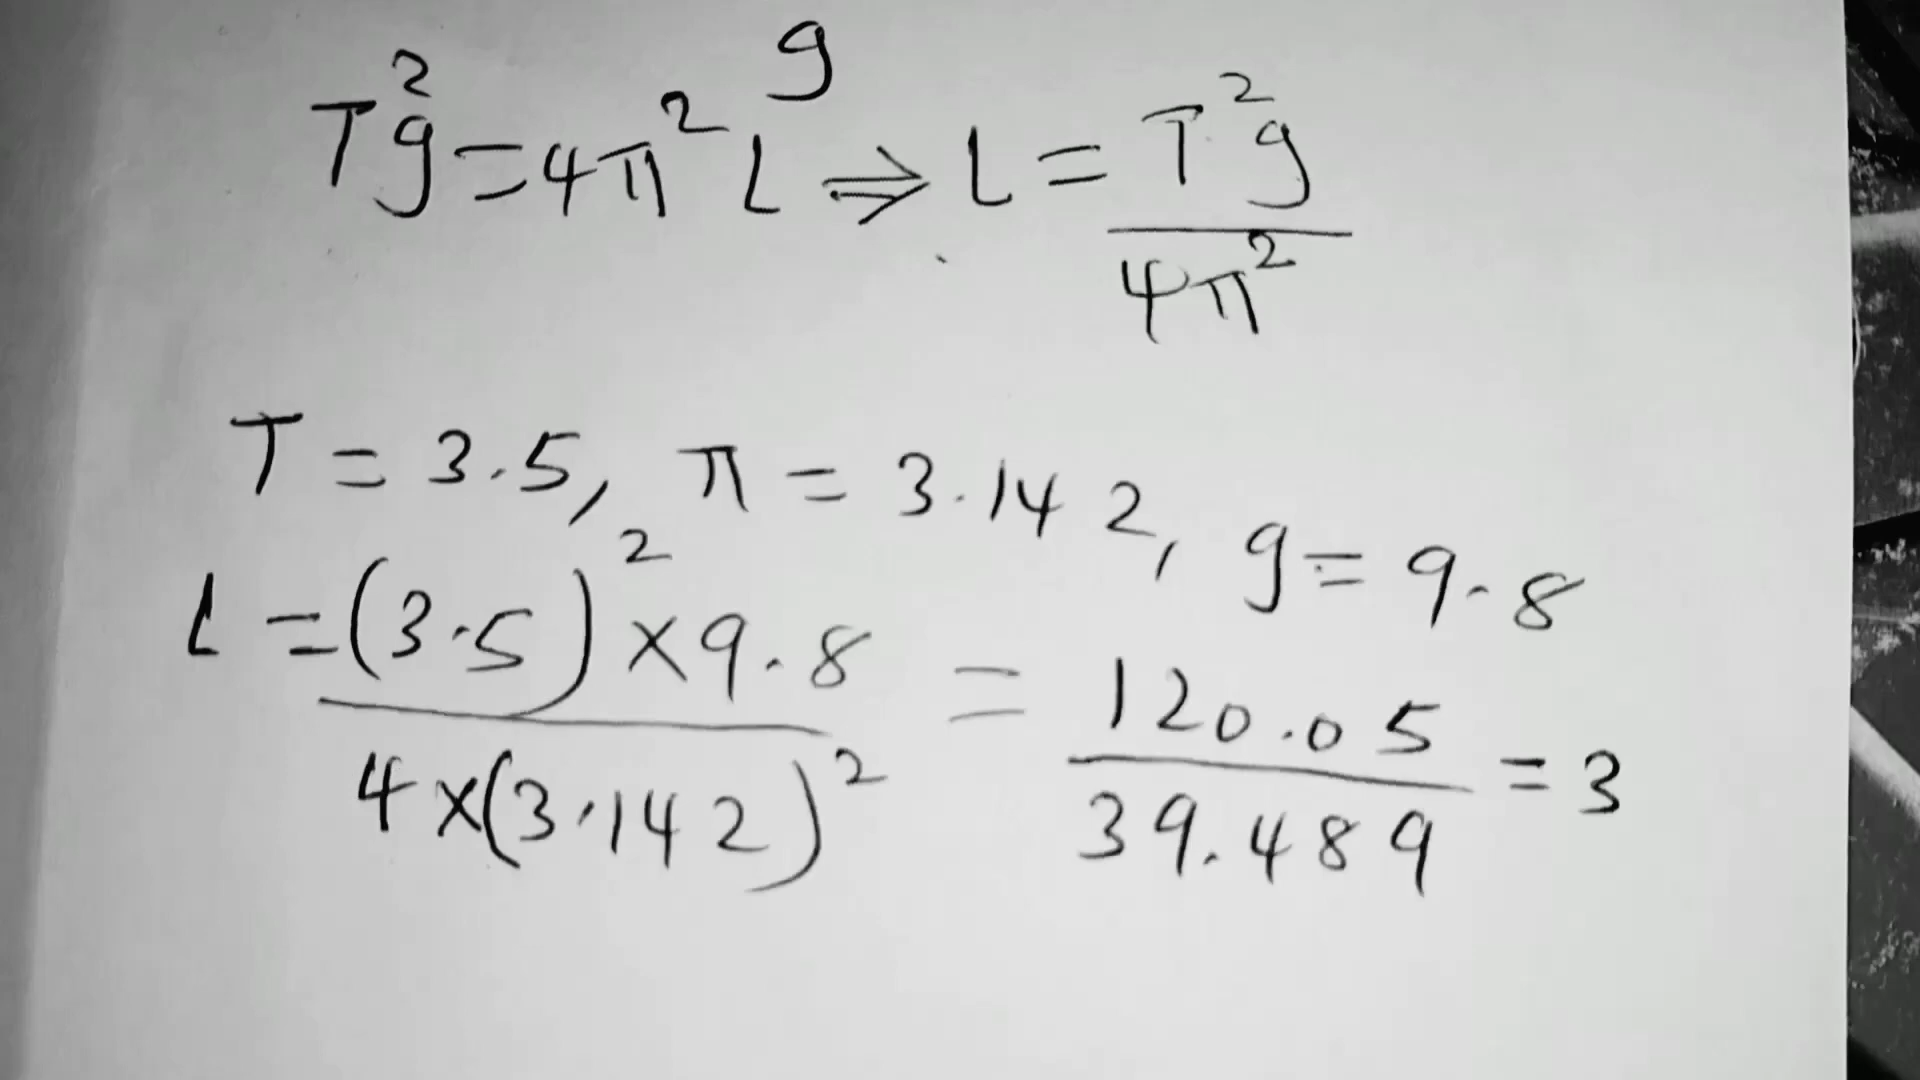 g
T²g = 4π²L ⇒ L = T²g / 4π²
T = 3.5, π = 3.142, g = 9.8
L = (3.5)² × 9.8 / 4 × (3.142)² = 120.05 / 39.489 = 3